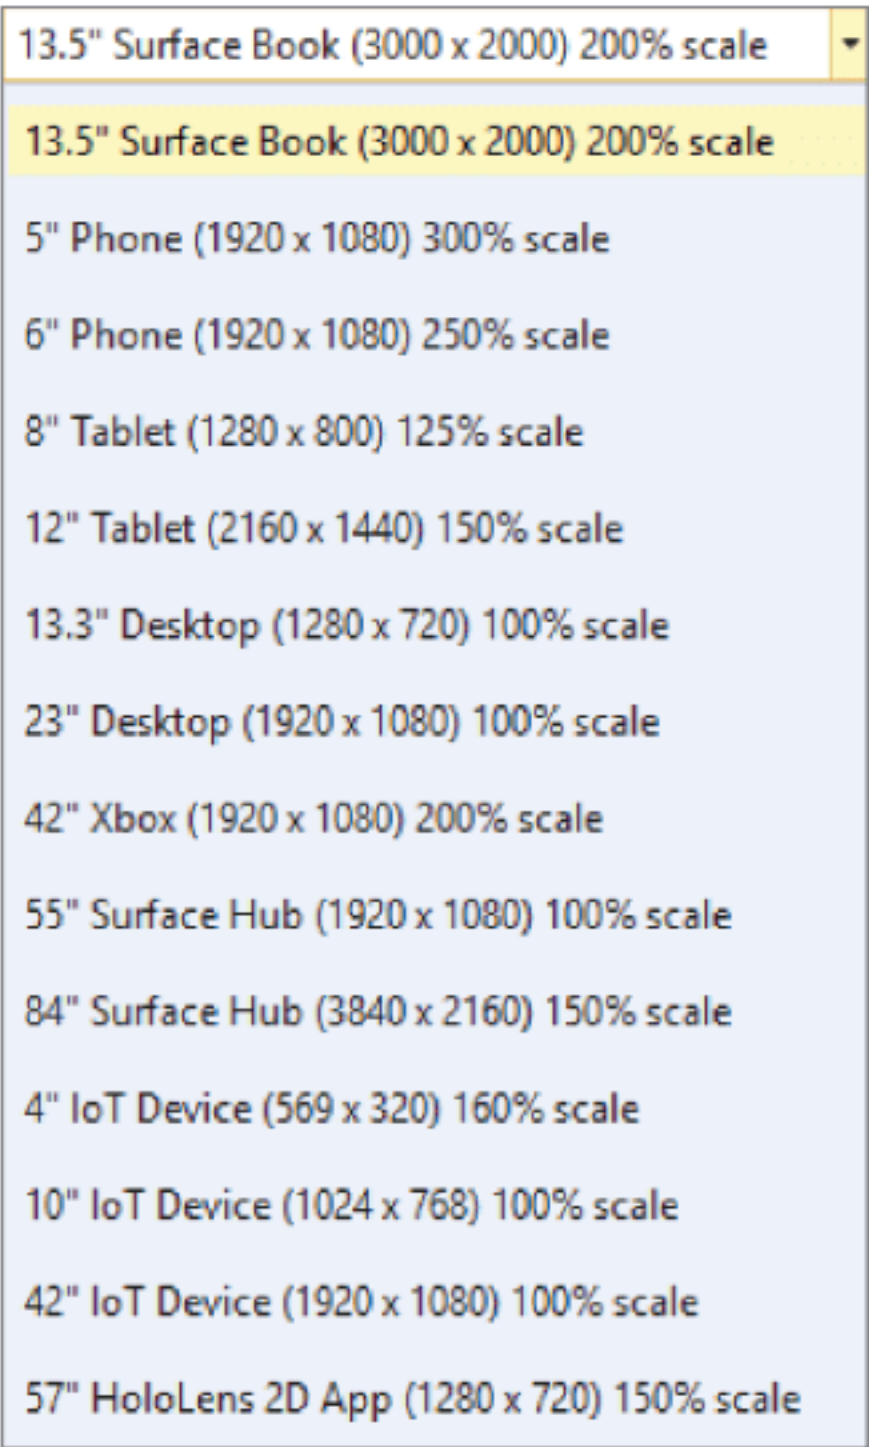 13.5" Surface Book (3000 x 2000) 200% scale
13.5" Surface Book (3000 x 2000) 200% scale
5" Phone (1920 x 1080) 300% scale
6" Phone (1920 x 1080) 250% scale
8" Tablet (1280 x 800) 125% scale
12" Tablet (2160 x 1440) 150% scale
13.3" Desktop (1280 x 720) 100% scale
23" Desktop (1920 x 1080) 100% scale
42" Xbox (1920 x 1080) 200% scale
55" Surface Hub (1920 x 1080) 100% scale
84" Surface Hub (3840 x 2160) 150% scale
4" IoT Device (569 x 320) 160% scale
10" IoT Device (1024 x 768) 100% scale
42" IoT Device (1920 x 1080) 100% scale
57" HoloLens 2D App (1280 x 720) 150% scale